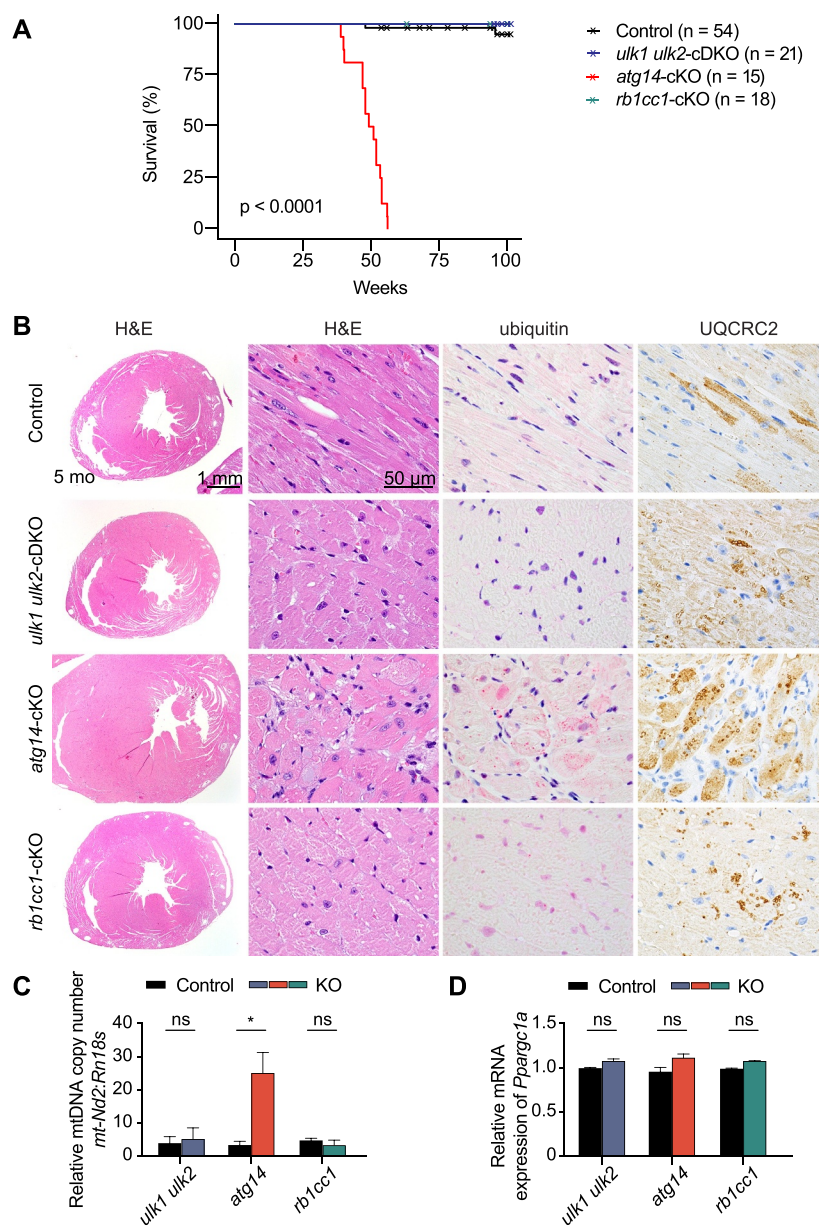 A
100
75
50
25
0
Survival (%)
p < 0.0001
0 25 50 75 100
Weeks
Control (n = 54)
ulk1 ulk2-cDKO (n = 21)
atg14-cKO (n = 15)
rb1cc1-cKO (n = 18)
B
H&E H&E ubiquitin UQCRC2
Control
5 mo 1 mm 50 µm
ulk1 ulk2-cDKO
atg14-cKO
rb1cc1-cKO
C
Control KO
Relative mtDNA copy number
mt-Nd2:Rn18s
40
30
20
10
0
ns * ns
ulk1 ulk2 atg14 rb1cc1
D
Control KO
Relative mRNA
expression of Ppargc1a
1.5
1.0
0.5
0
ns ns ns
ulk1 ulk2 atg14 rb1cc1